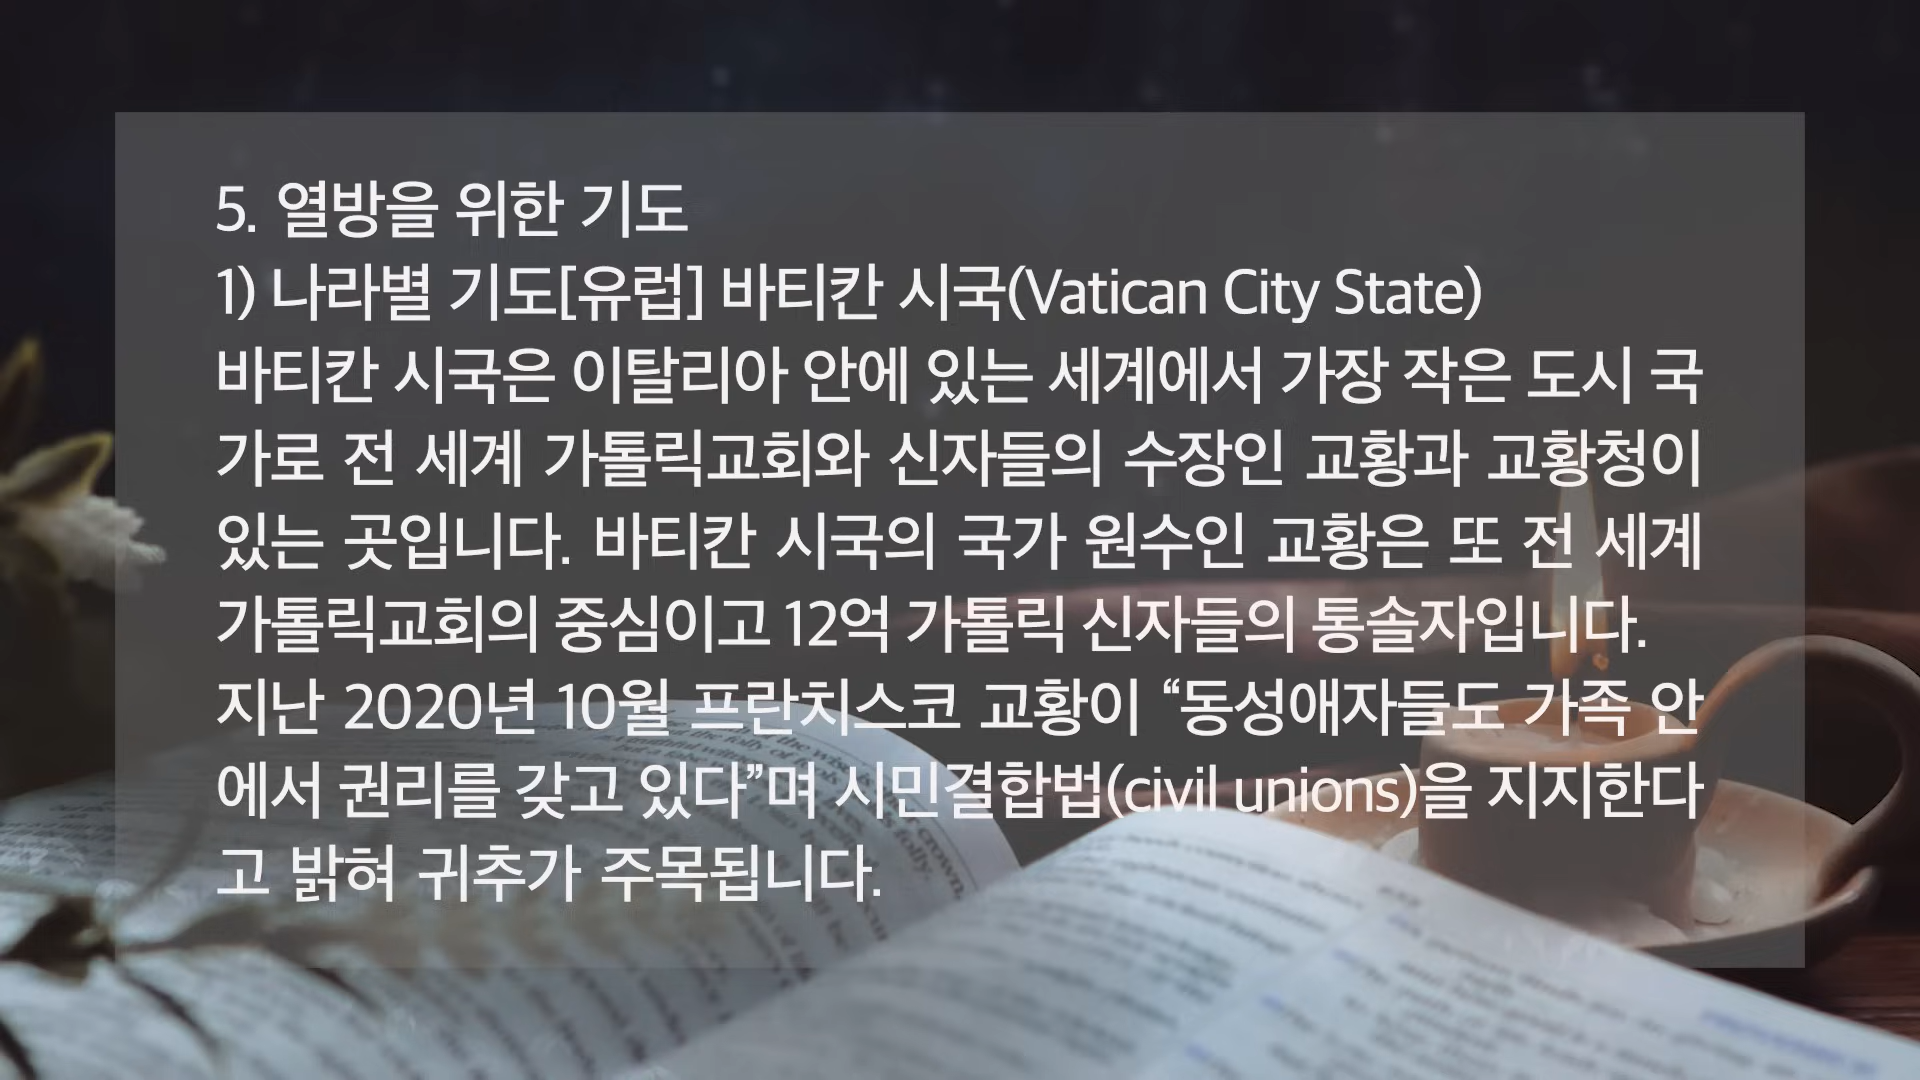 5. 열방을 위한 기도
1) 나라별 기도[유럽] 바티칸 시국(Vatican City State)
바티칸 시국은 이탈리아 안에 있는 세계에서 가장 작은 도시 국
가로 전 세계 가톨릭교회와 신자들의 수장인 교황과 교황청이
있는 곳입니다. 바티칸 시국의 국가 원수인 교황은 또 전 세계
가톨릭교회의 중심이고 12억 가톨릭 신자들의 통솔자입니다.
지난 2020년 10월 프란치스코 교황이 “동성애자들도 가족 안
에서 권리를 갖고 있다”며 시민결합법(civil unions)을 지지한다
고 밝혀 귀추가 주목됩니다.